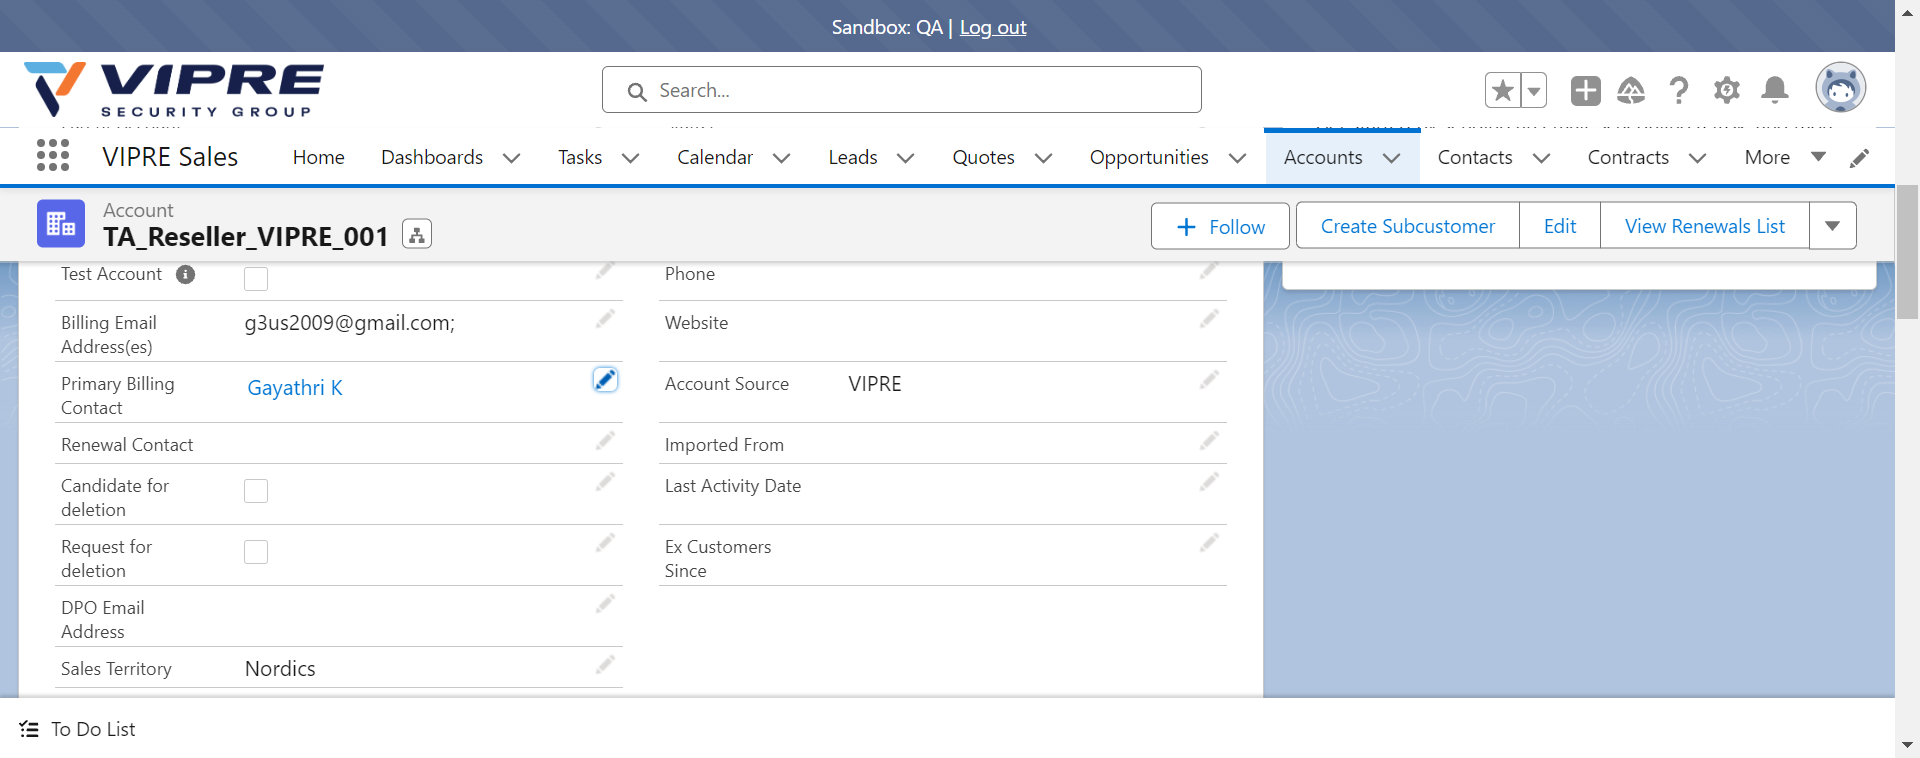 Sandbox: QA | Log out
VIPRE
SECURITY GROUP
Search...
VIPRE Sales
Home
Dashboards
Tasks
Calendar
Leads
Quotes
Opportunities
Accounts
Contacts
Contracts
More
Account
TA_Reseller_VIPRE_001
Follow
Create Subcustomer
Edit
View Renewals List
Test Account
Phone
Billing Email
Address(es)
g3us2009@gmail.com;
Website
Primary Billing
Contact
Gayathri K
Account Source
VIPRE
Renewal Contact
Imported From
Candidate for
deletion
Last Activity Date
Request for
deletion
Ex Customers
Since
DPO Email
Address
Sales Territory
Nordics
To Do List